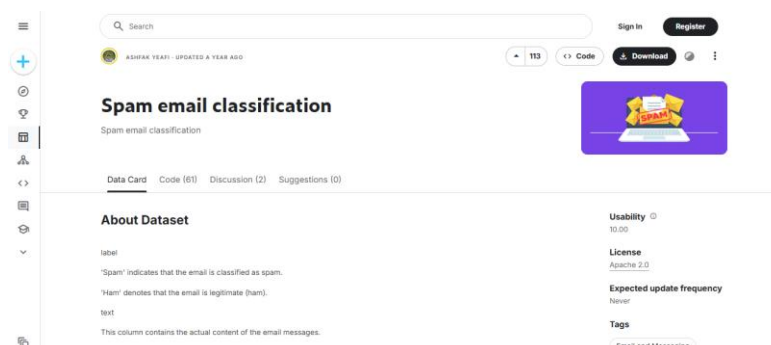 Search
Sign In
Register
ASHFAK YEAFI · UPDATED A YEAR AGO
113
<> Code
Download
Spam email classification
Spam email classification
SPAM
Data Card
Code (61)
Discussion (2)
Suggestions (0)
About Dataset
label
'Spam' indicates that the email is classified as spam.
'Ham' denotes that the email is legitimate (ham).
text
This column contains the actual content of the email messages.
Usability
10.00
License
Apache 2.0
Expected update frequency
Never
Tags
Email and Messaging